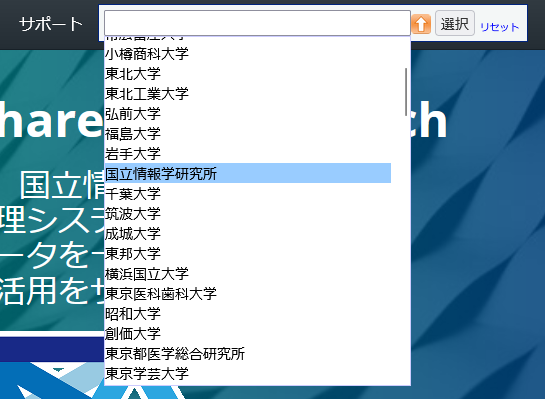 サポート
選択
リセット
小樽商科大学
東北大学
東北工業大学
弘前大学
福島大学
岩手大学
国立情報学研究所
千葉大学
筑波大学
成城大学
東邦大学
横浜国立大学
東京医科歯科大学
昭和大学
創価大学
東京都医学総合研究所
東京学芸大学
hare
ch
国立情
理システ
ータを一
活用をサ